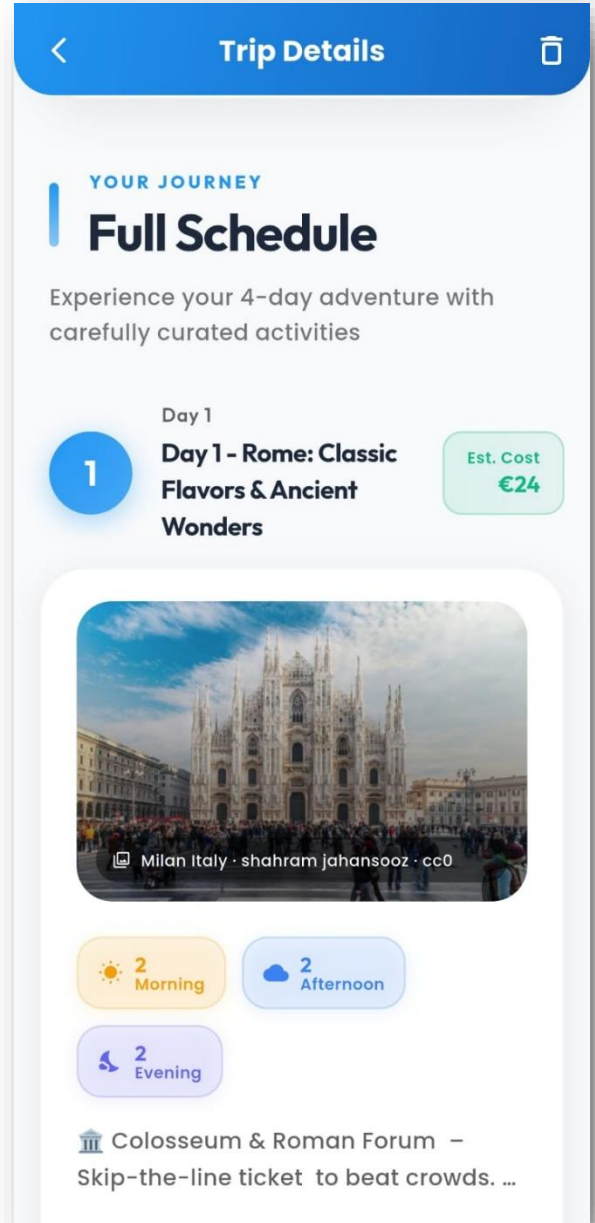 Trip Details
YOUR JOURNEY
Full Schedule
Experience your 4-day adventure with
carefully curated activities
Day 1
1
Day 1 - Rome: Classic
Flavors & Ancient
Wonders
Est. Cost
€24
Milan Italy · shahram jahansooz · cc0
2
Morning
2
Afternoon
2
Evening
🏛️ Colosseum & Roman Forum –
Skip-the-line ticket to beat crowds. ...